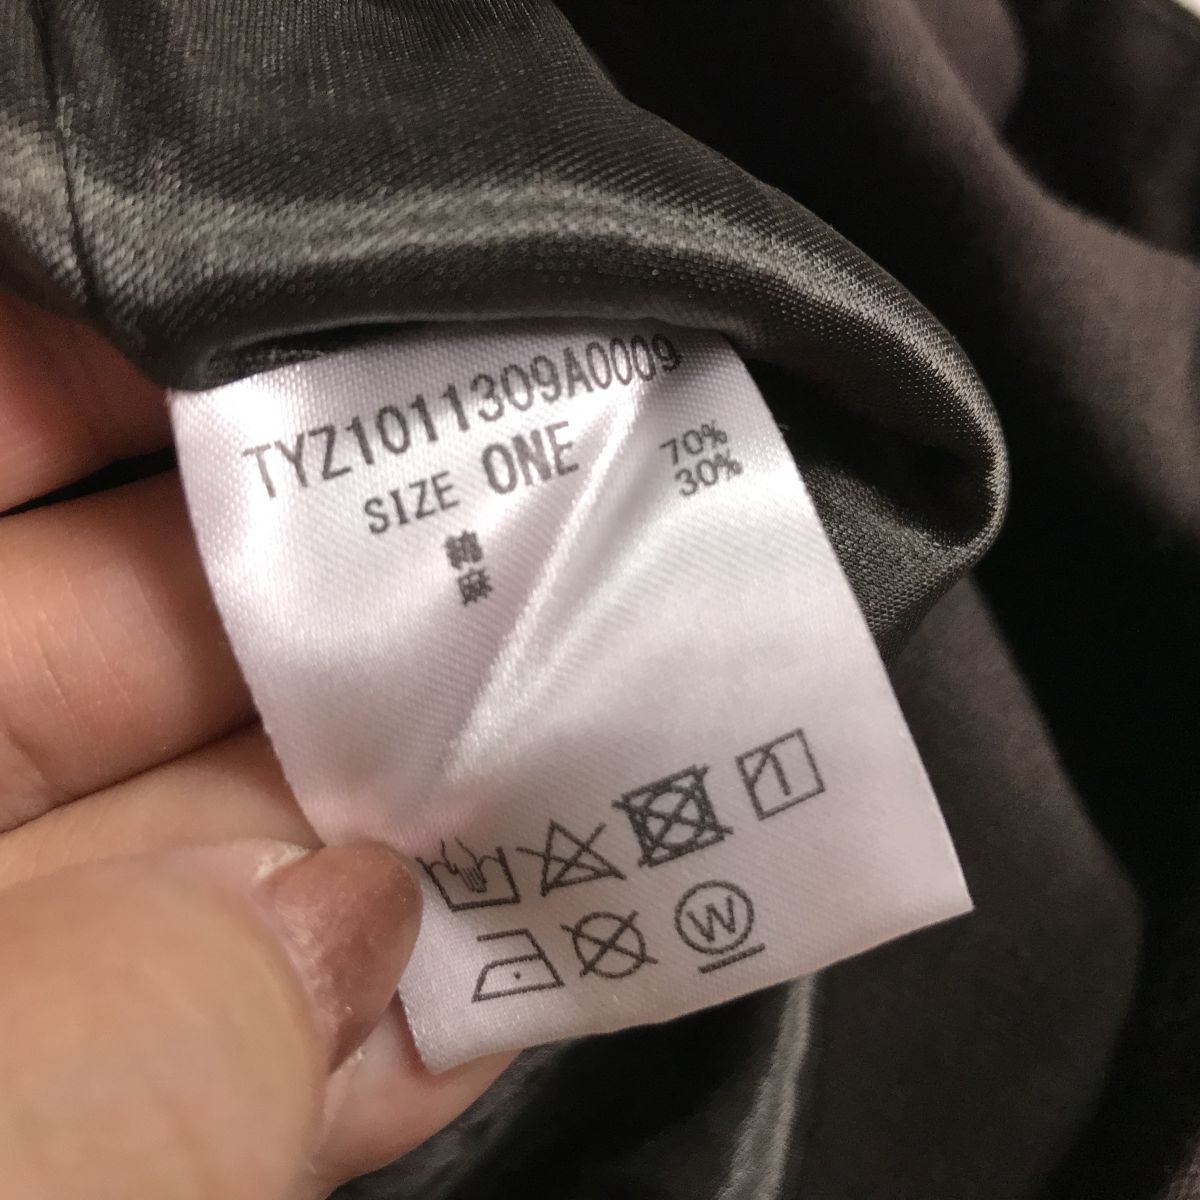 TYZ1011309A0009
SIZE ONE
綿 70%
麻 30%
W